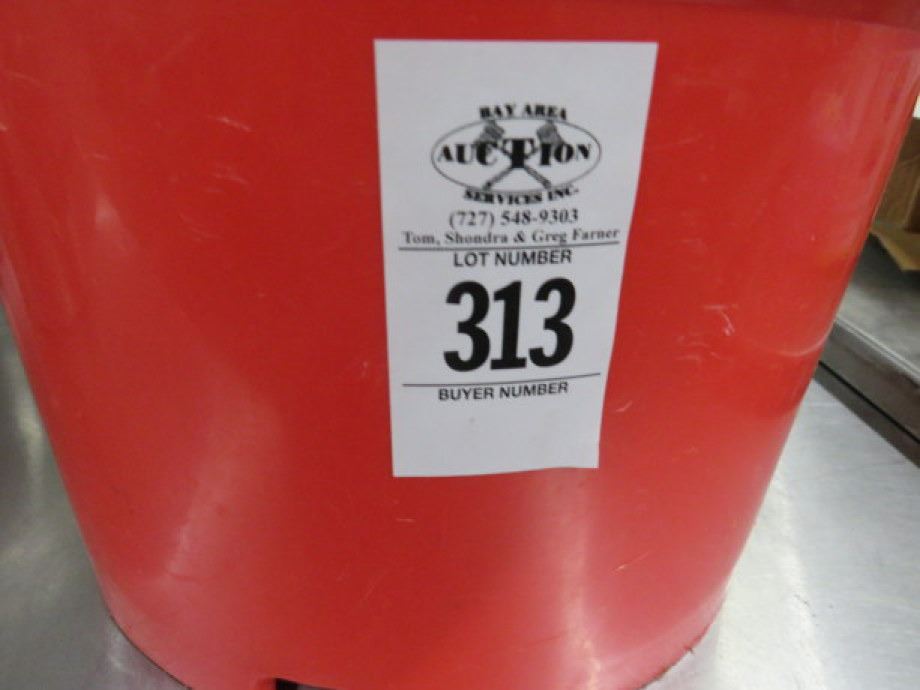 BAY AREA
AUCTION
SERVICES INC.
(727) 548-9303
Tom, Shondra & Greg Farner
LOT NUMBER
313
BUYER NUMBER